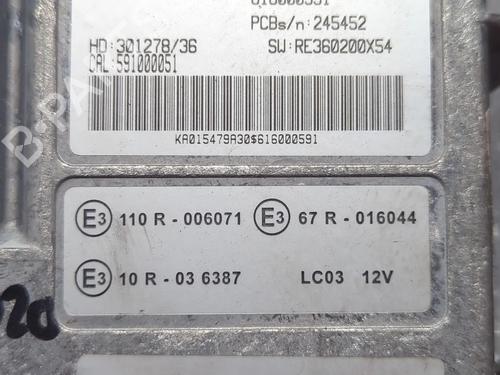 PCBs/n: 245452
HD: 301278/36 SW: RE360200X54
CAL: 591000051
KA015479A30$616000591
E3 110 R - 006071 E3 67 R - 016044
E3 10 R - 03 6387 LC03 12V
20